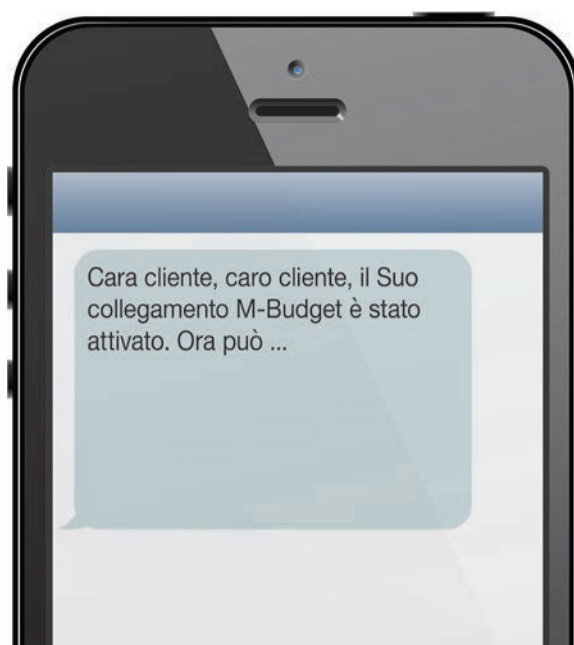 Cara cliente, caro cliente, il Suo
collegamento M-Budget è stato
attivato. Ora può ...